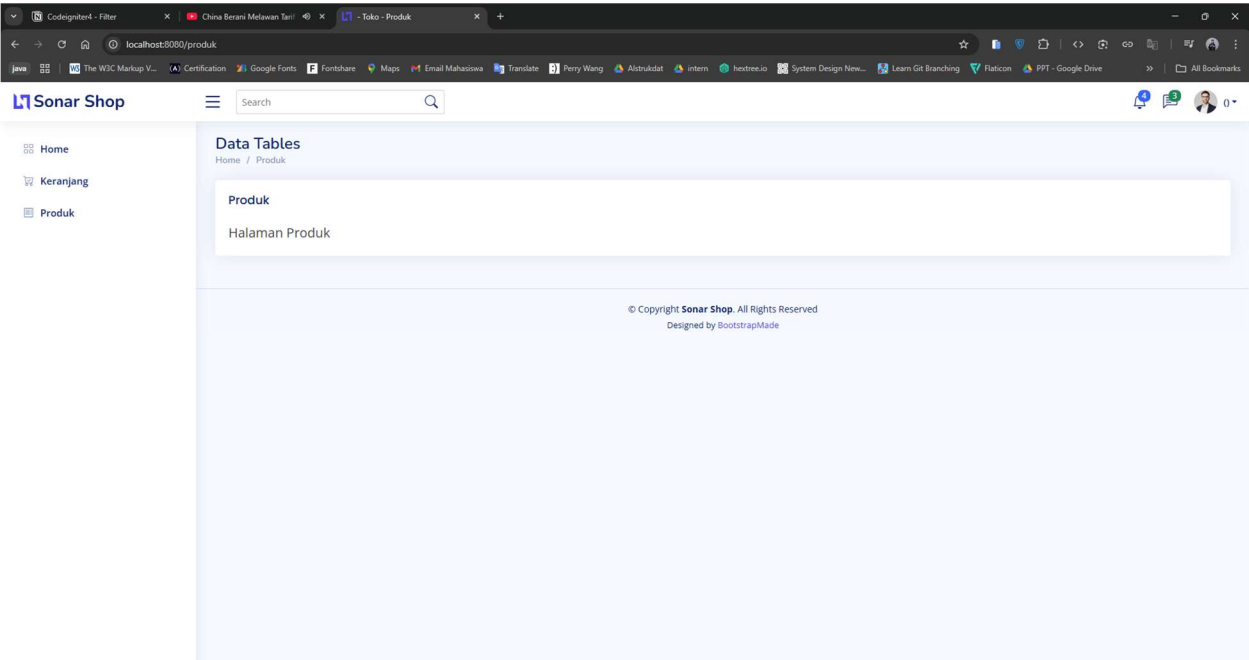 Codeigniter4 - Filter
China Berani Melawan Tarif
- Toko - Produk
localhost:8080/produk
java
The W3C Markup V...
Certification
Google Fonts
Fontshare
Maps
Email Mahasiswa
Translate
Perry Wang
Alstrukdat
intern
hextree.io
System Design New...
Learn Git Branching
Flaticon
PPT - Google Drive
All Bookmarks
Sonar Shop
Search
4
3
()
Home
Keranjang
Produk
Data Tables
Home / Produk
Produk
Halaman Produk
© Copyright Sonar Shop. All Rights Reserved
Designed by BootstrapMade